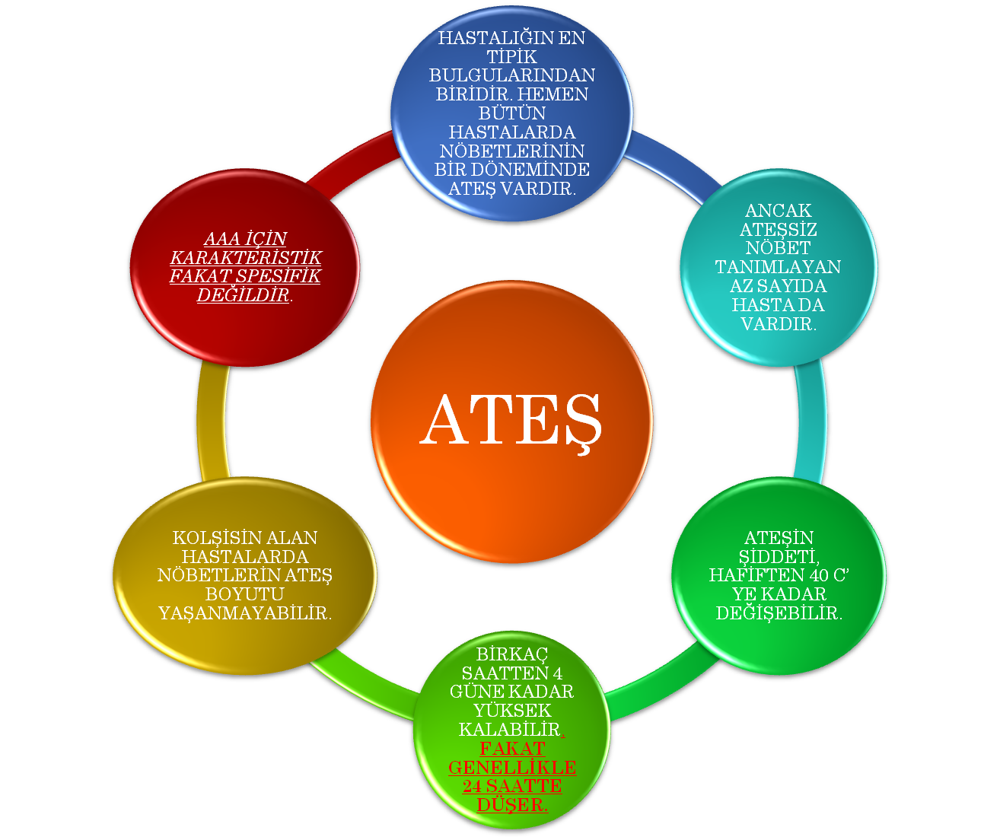 HASTALIĞIN EN
TİPİK
BULGULARINDAN
BİRİDİR. HEMEN
BÜTÜN
HASTALARDA
NÖBETLERİNİN
BİR DÖNEMİNDE
ATEŞ VARDIR.
ANCAK
ATEŞSİZ
NÖBET
TANIMLAYAN
AZ SAYIDA
HASTA DA
VARDIR.
ATEŞİN
ŞİDDETİ,
HAFİFTEN 40 C’
YE KADAR
DEĞİŞEBİLİR.
BİRKAÇ
SAATTEN 4
GÜNE KADAR
YÜKSEK
KALABİLİR.
FAKAT
GENELLİKLE
24 SAATTE
DÜŞER.
KOLŞİSİN ALAN
HASTALARDA
NÖBETLERİN ATEŞ
BOYUTU
YAŞANMAYABİLİR.
AAA İÇİN
KARAKTERİSTİK
FAKAT SPESİFİK
DEĞİLDİR.
ATEŞ